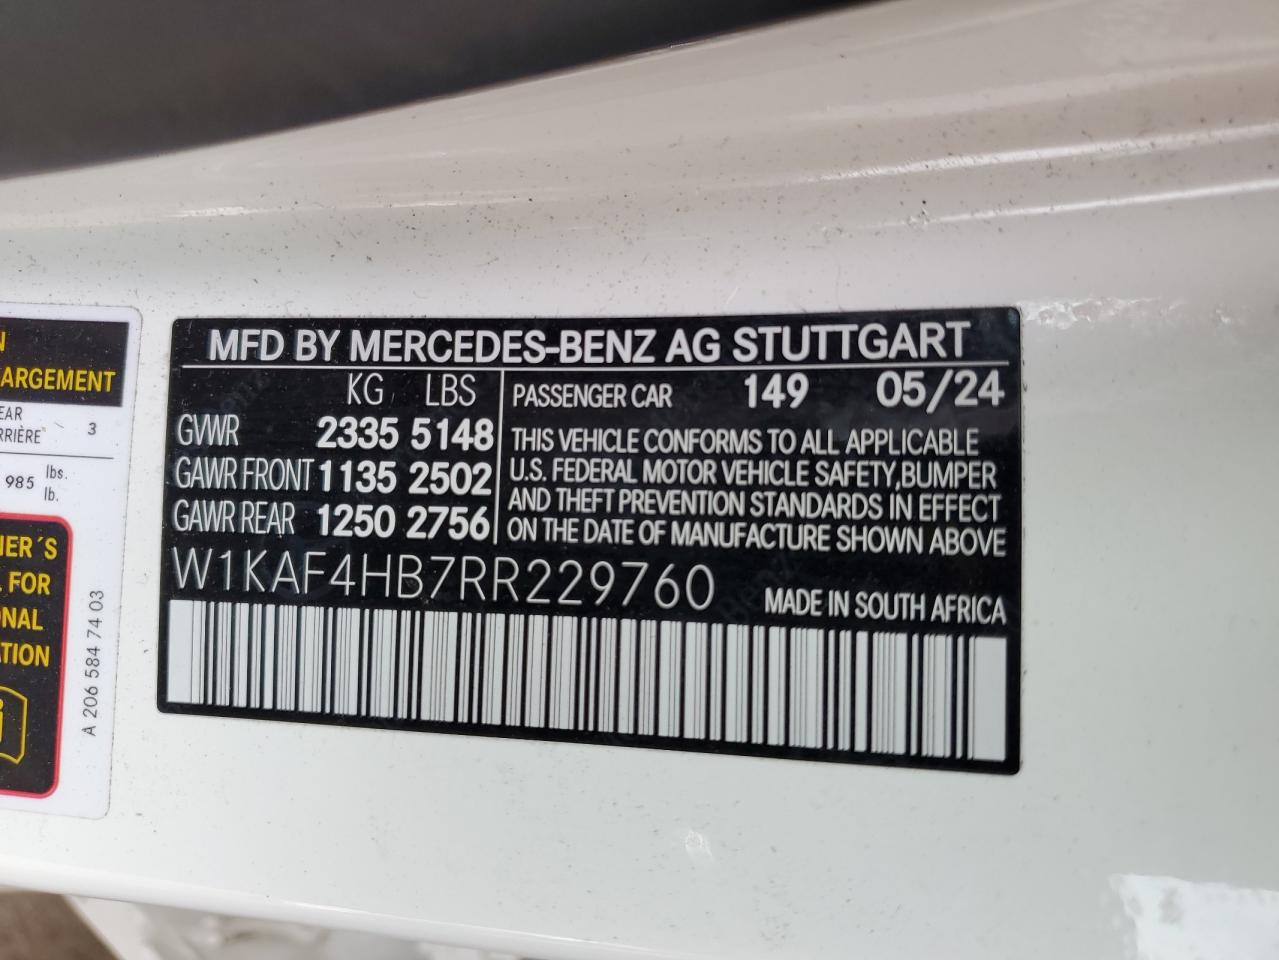 N
ARGEMENT
EAR
RRIÈRE 3
985 lbs.
lb.
NER´S
L FOR
ONAL
ATION
A 206 584 74 03
MFD BY MERCEDES-BENZ AG STUTTGART
KG LBS
GVWR 2335 5148
GAWR FRONT 1135 2502
GAWR REAR 1250 2756
PASSENGER CAR 149 05/24
THIS VEHICLE CONFORMS TO ALL APPLICABLE
U.S. FEDERAL MOTOR VEHICLE SAFETY,BUMPER
AND THEFT PREVENTION STANDARDS IN EFFECT
ON THE DATE OF MANUFACTURE SHOWN ABOVE
W1KAF4HB7RR229760
MADE IN SOUTH AFRICA